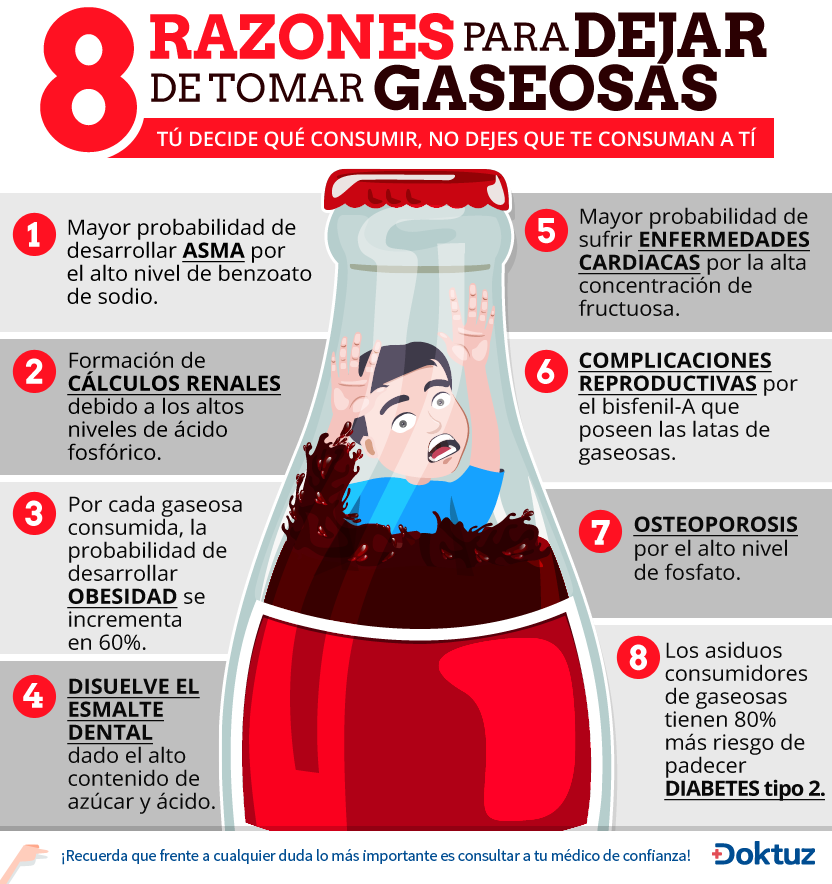 8 RAZONES PARA DEJAR
DE TOMAR GASEOSAS
TÚ DECIDE QUÉ CONSUMIR, NO DEJES QUE TE CONSUMAN A TÍ
1
Mayor probabilidad de
desarrollar ASMA por
el alto nivel de benzoato
de sodio.
2
Formación de
CÁLCULOS RENALES
debido a los altos
niveles de ácido
fosfórico.
3
Por cada gaseosa
consumida, la
probabilidad de
desarrollar
OBESIDAD se
incrementa
en 60%.
4
DISUELVE EL
ESMALTE
DENTAL
dado el alto
contenido de
azúcar y ácido.
5
Mayor probabilidad de
sufrir ENFERMEDADES
CARDIACAS por la alta
concentración de
fructuosa.
6
COMPLICACIONES
REPRODUCTIVAS por
el bisfenil-A que
poseen las latas de
gaseosas.
7
OSTEOPOROSIS
por el alto nivel
de fosfato.
8
Los asiduos
consumidores
de gaseosas
tienen 80%
más riesgo de
padecer
DIABETES tipo 2.
¡Recuerda que frente a cualquier duda lo más importante es consultar a tu médico de confianza!
Doktuz